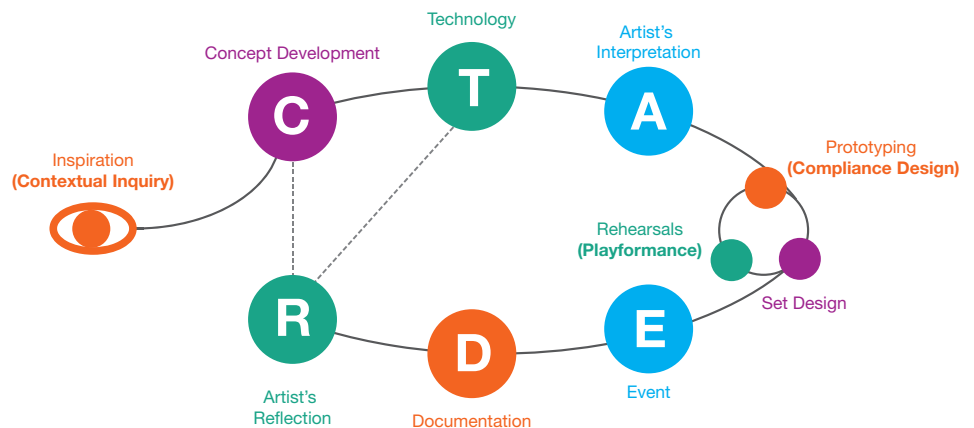 Technology
Concept Development
Artist's
Interpretation
C
T
A
Inspiration
(Contextual Inquiry)
Prototyping
(Compliance Design)
Rehearsals
(Playformance)
Set Design
R
D
E
Artist's
Reflection
Documentation
Event